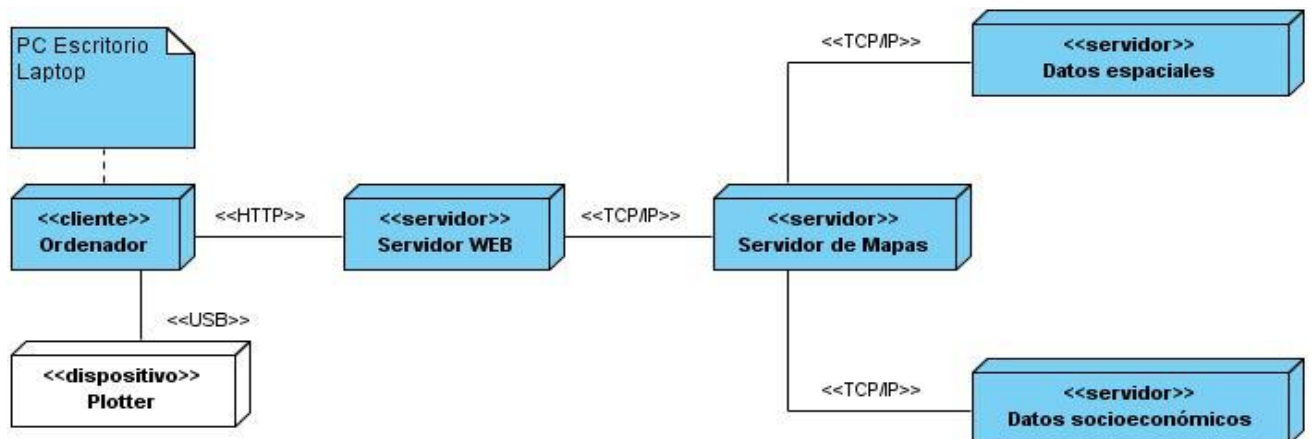 PC Escritorio
Laptop
<<TCP/IP>>
<<servidor>>
Datos espaciales
<<cliente>>
Ordenador
<<HTTP>>
<<servidor>>
Servidor WEB
<<TCP/IP>>
<<servidor>>
Servidor de Mapas
<<USB>>
<<dispositivo>>
Plotter
<<TCP/IP>>
<<servidor>>
Datos socioeconómicos